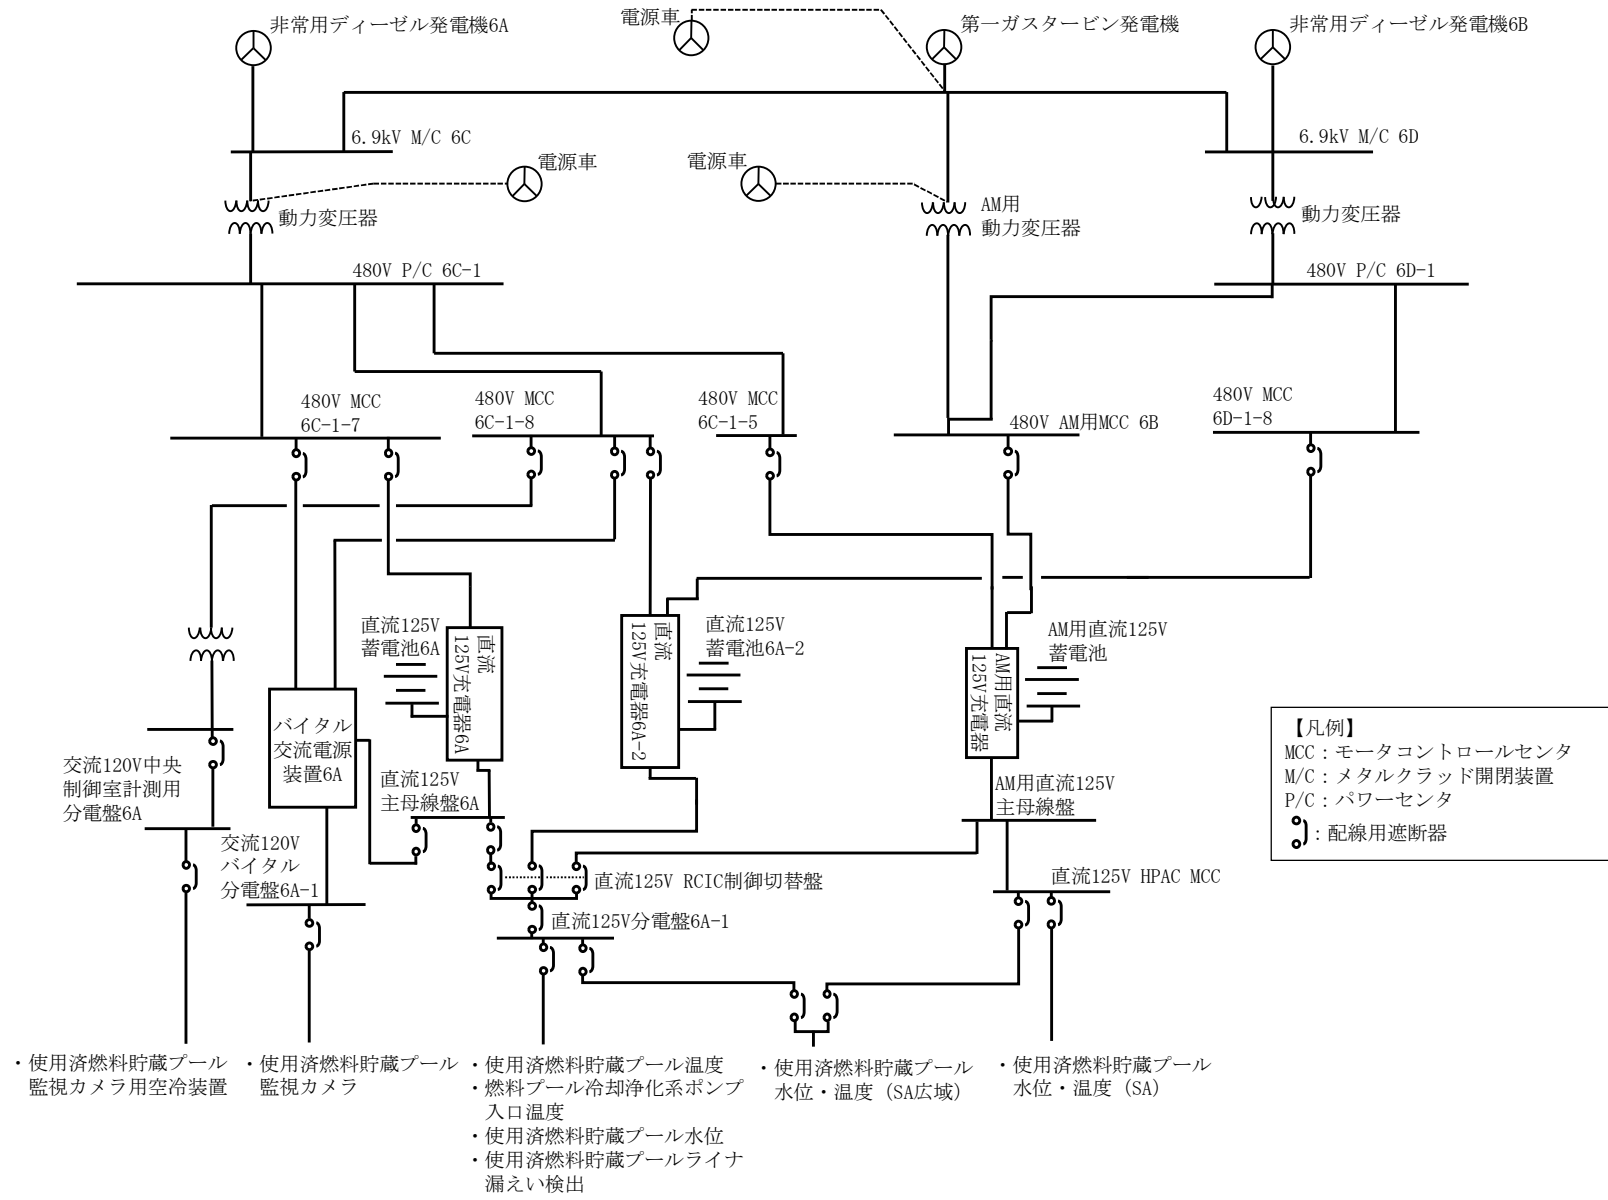 非常用ディーゼル発電機6A
電源車
第一ガスタービン発電機
非常用ディーゼル発電機6B
6.9kV M/C 6C
6.9kV M/C 6D
電源車
電源車
動力変圧器
AM用
動力変圧器
動力変圧器
480V P/C 6C-1
480V P/C 6D-1
480V MCC
6C-1-7
480V MCC
6C-1-8
480V MCC
6C-1-5
480V AM用MCC 6B
480V MCC
6D-1-8
直流125V
蓄電池6A
直流
125V充電器6A
直流
125V充電器6A-2
直流125V
蓄電池6A-2
AM用直流
125V充電器
AM用直流125V
蓄電池
バイタル
交流電源
装置6A
交流120V中央
制御室計測用
分電盤6A
直流125V
主母線盤6A
AM用直流125V
主母線盤
交流120V
バイタル
分電盤6A-1
直流125V RCIC制御切替盤
直流125V HPAC MCC
直流125V分電盤6A-1
【凡例】
MCC：モータコントロールセンタ
M/C：メタルクラッド開閉装置
P/C：パワーセンタ
：配線用遮断器
・使用済燃料貯蔵プール
監視カメラ用空冷装置
・使用済燃料貯蔵プール
監視カメラ
・使用済燃料貯蔵プール温度
・燃料プール冷却浄化系ポンプ
入口温度
・使用済燃料貯蔵プール水位
・使用済燃料貯蔵プールライナ
漏えい検出
・使用済燃料貯蔵プール
水位・温度（SA広域）
・使用済燃料貯蔵プール
水位・温度（SA）